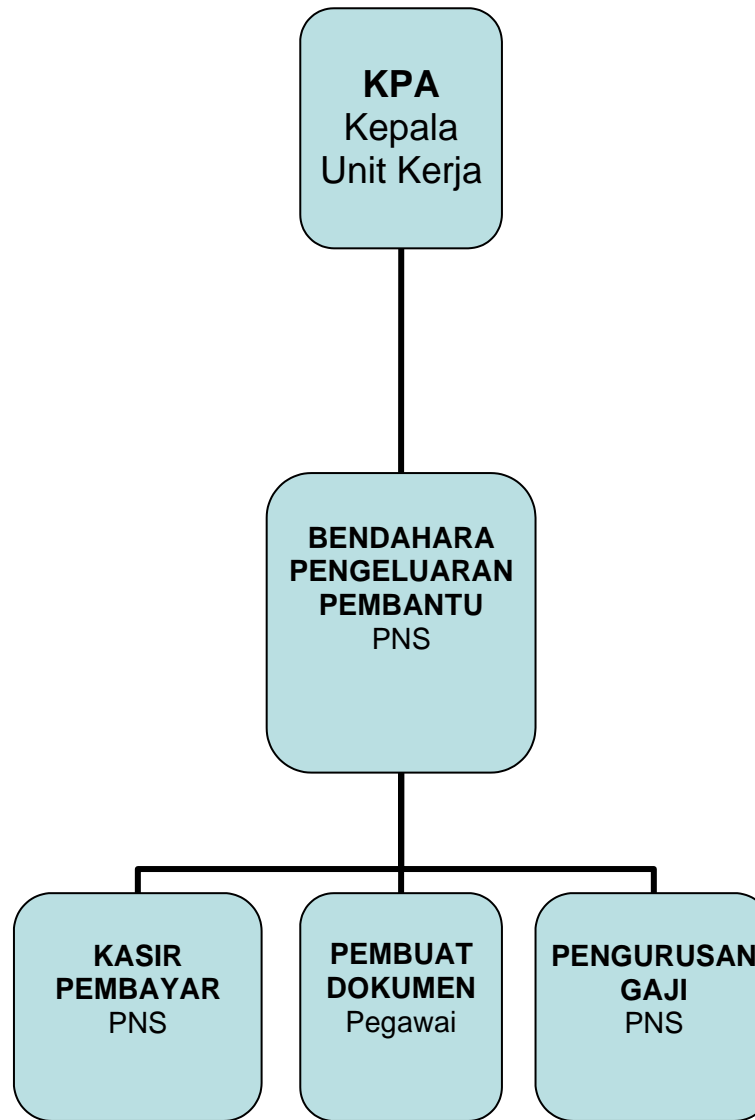 KPA
Kepala
Unit Kerja
BENDAHARA
PENGELUARAN
PEMBANTU
PNS
KASIR
PEMBAYAR
PNS
PEMBUAT
DOKUMEN
Pegawai
PENGURUSAN
GAJI
PNS